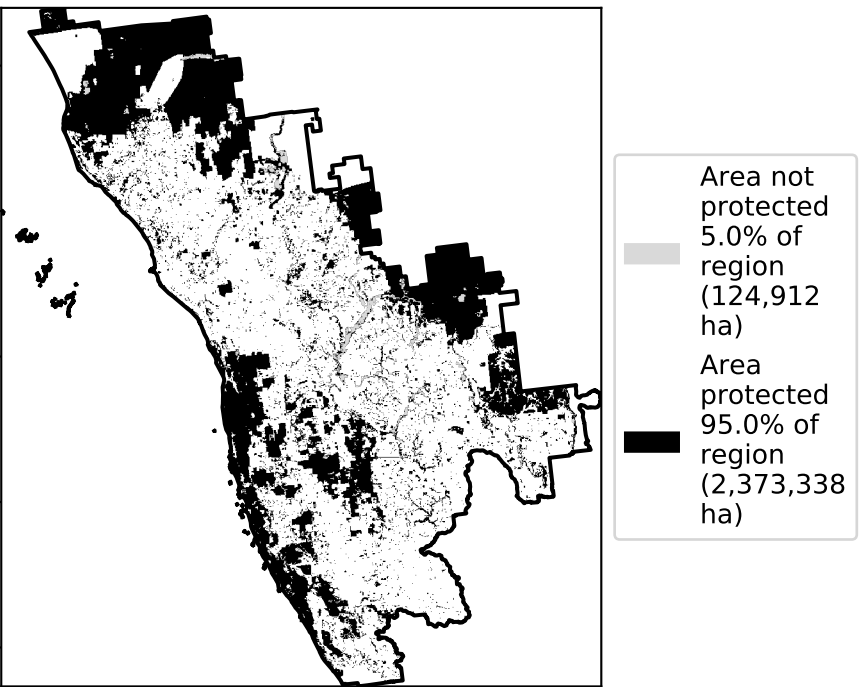 Area not
protected
5.0% of
region
(124,912
ha)
Area
protected
95.0% of
region
(2,373,338
ha)